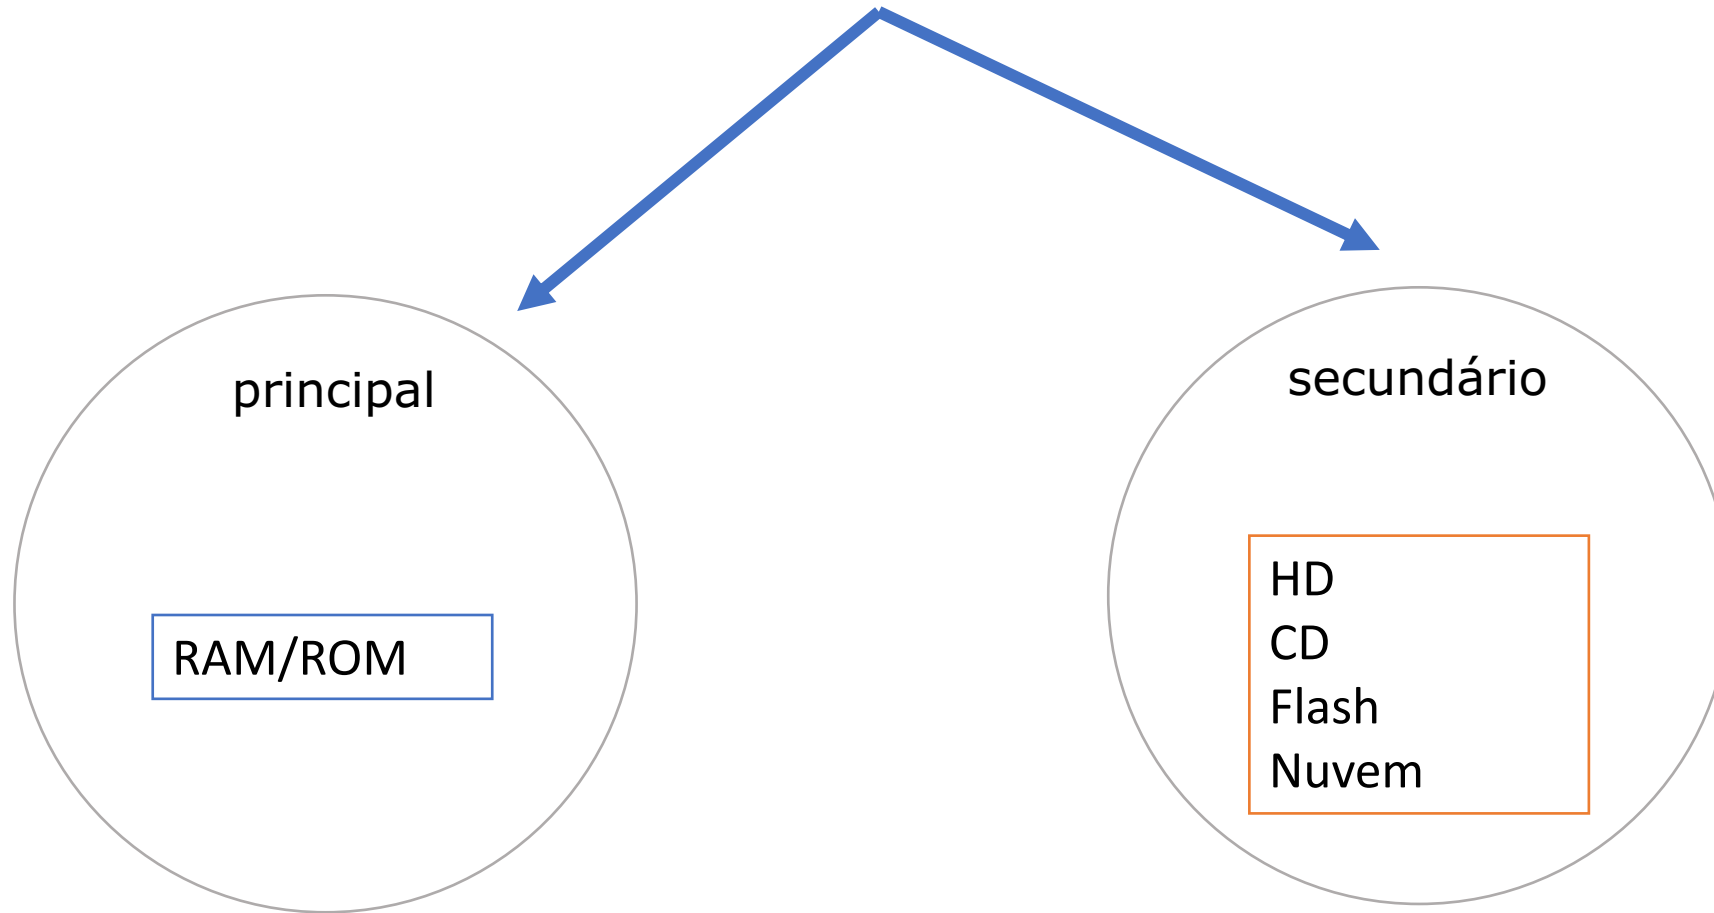 principal
RAM/ROM
secundário
HD
CD
Flash
Nuvem